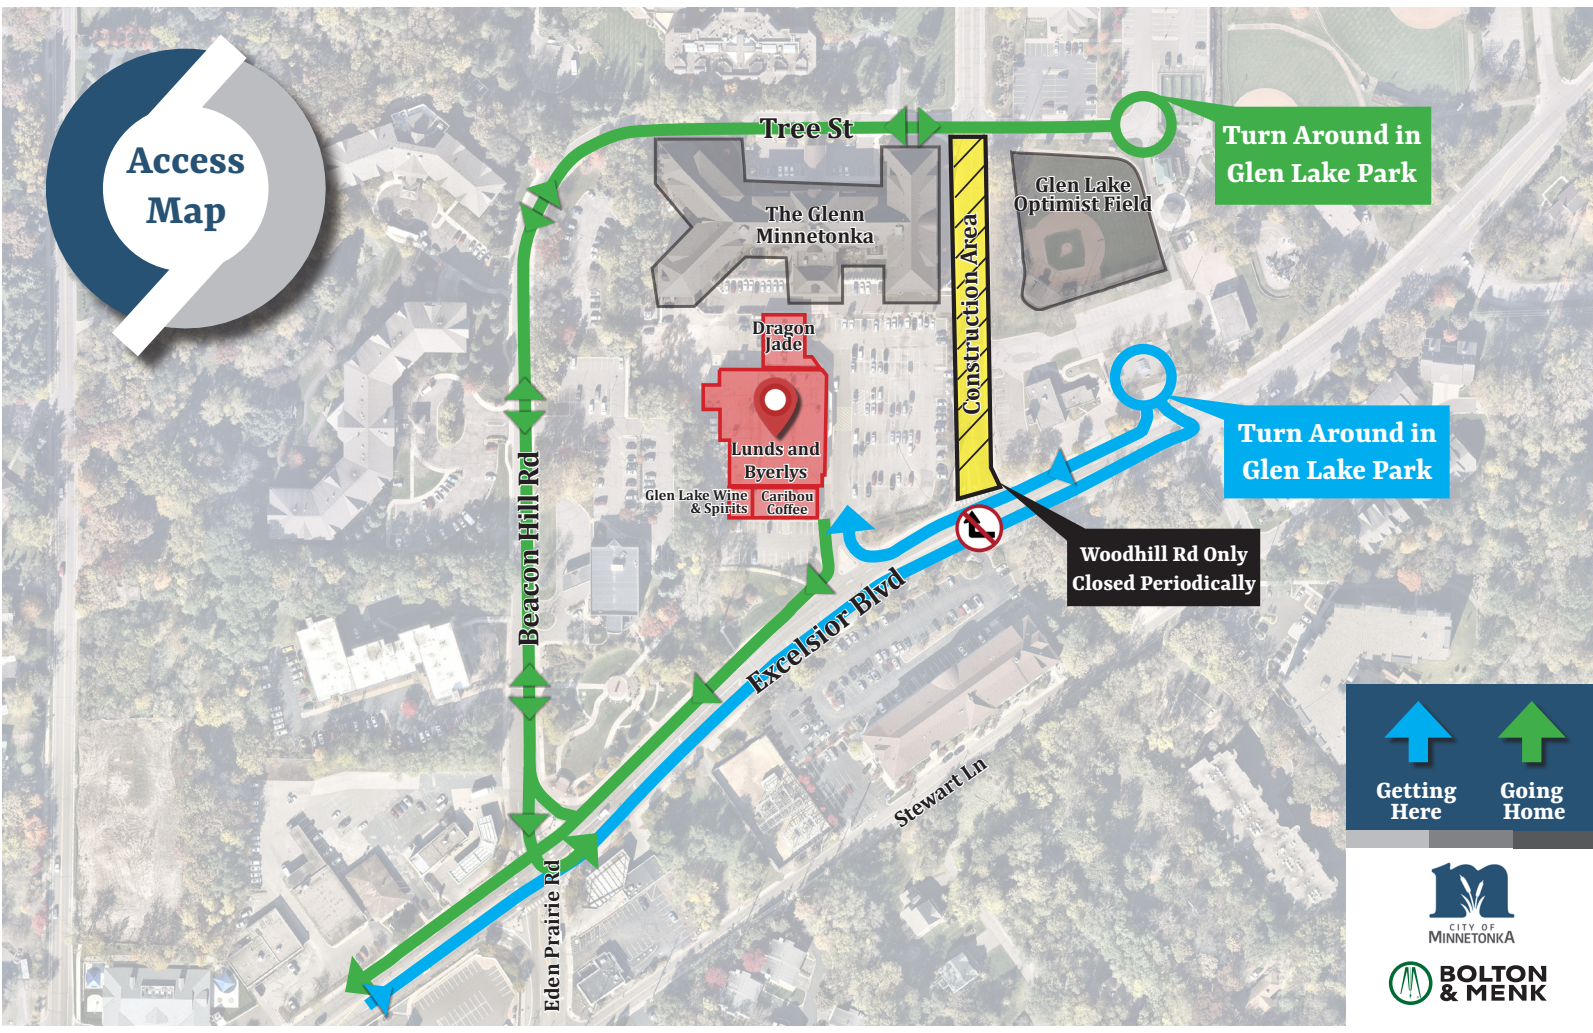 Access
Map
Tree St
Turn Around in
Glen Lake Park
Glen Lake
Optimist Field
The Glenn
Minnetonka
Construction Area
Dragon
Jade
Lunds and
Byerlys
Glen Lake Wine
& Spirits
Caribou
Coffee
Turn Around in
Glen Lake Park
Beacon Hill Rd
Woodhill Rd Only
Closed Periodically
Excelsior Blvd
Stewart Ln
Eden Prairie Rd
Getting
Here
Going
Home
CITY OF
MINNETONKA
BOLTON
& MENK